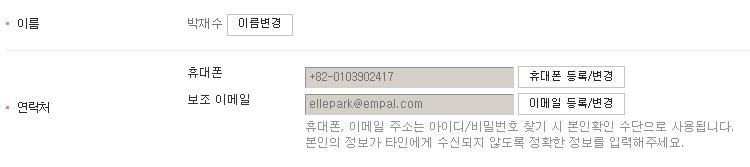 이름 박재수 이름변경
휴대폰 +82-0103902417 휴대폰 등록/변경
연락처
보조 이메일 ellepark@empal.com 이메일 등록/변경
휴대폰, 이메일 주소는 아이디/비밀번호 찾기 시 본인확인 수단으로 사용됩니다.
본인의 정보가 타인에게 수신되지 않도록 정확한 정보를 입력해주세요.